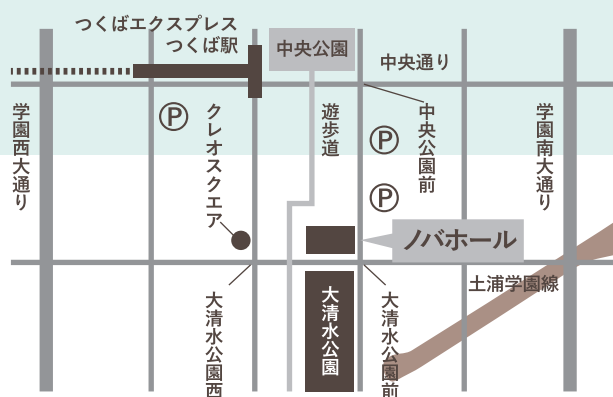 つくばエクスプレス
つくば駅
中央公園
中央通り
学園西大通り
P
クレオスクエア
遊歩道
P
中央公園前
学園南大通り
P
ノバホール
土浦学園線
大清水公園西
大清水公園
大清水公園前